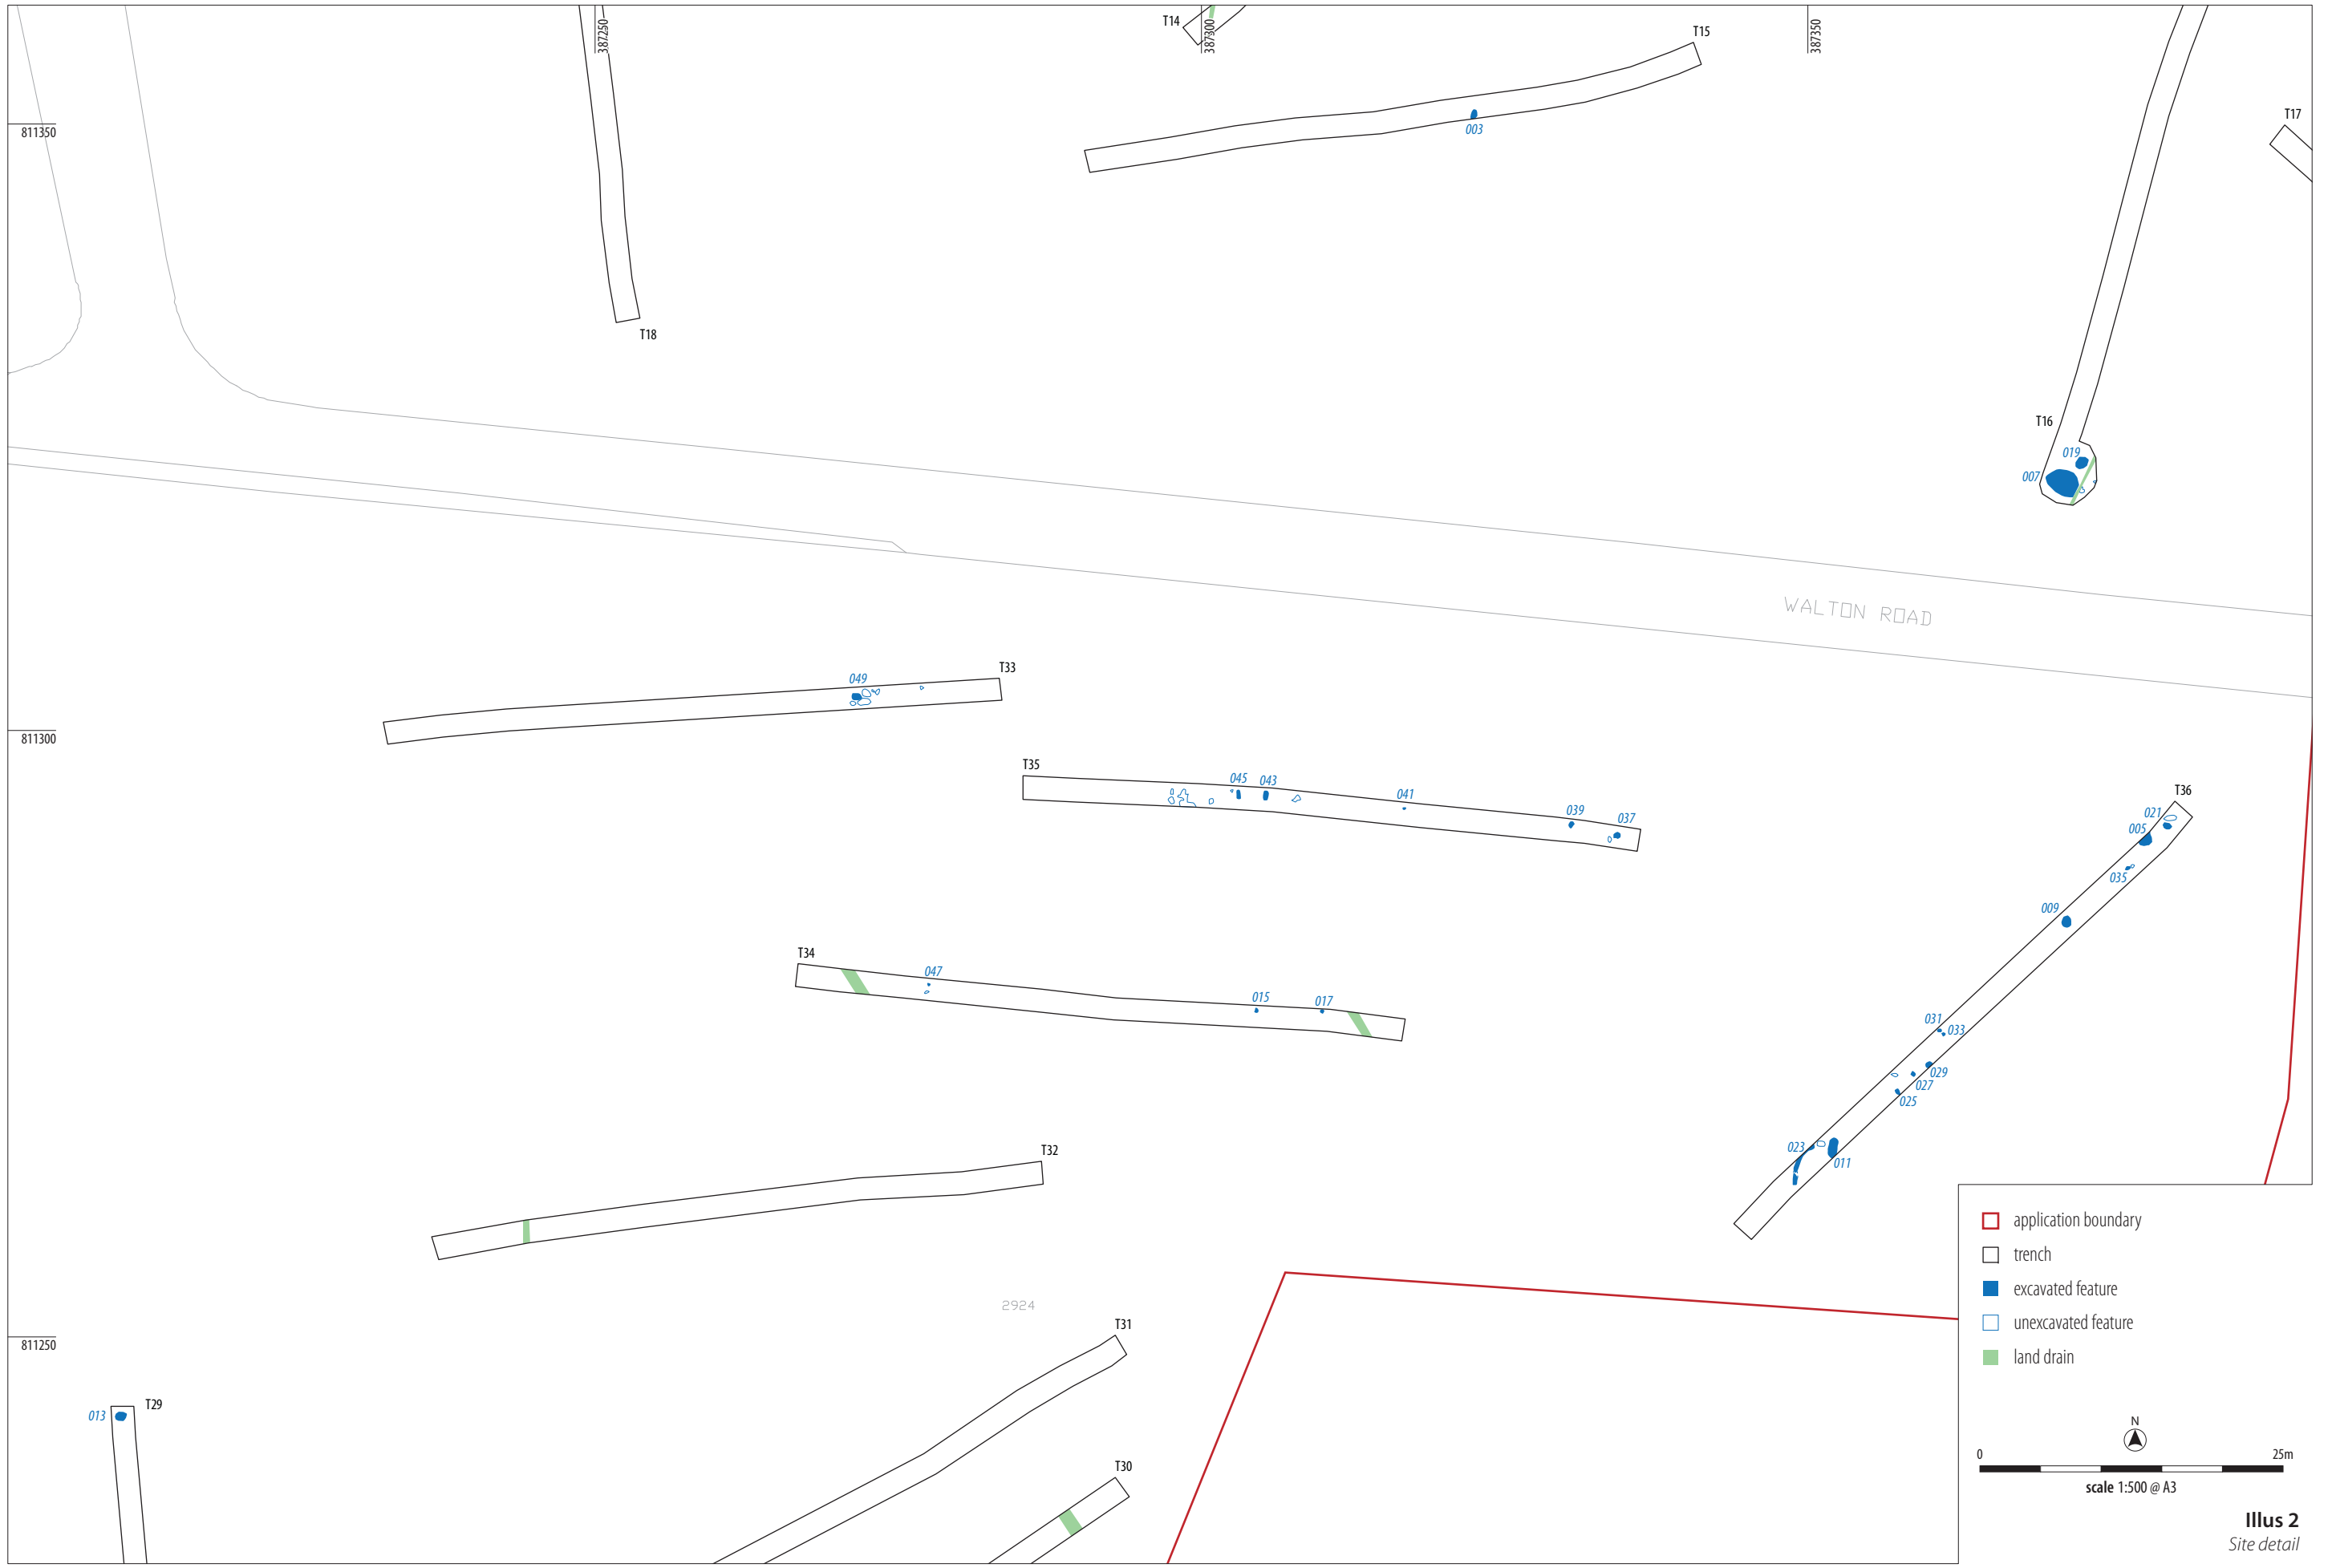 387250
T14
387300
T15
387350
811350
003
T17
T18
T16
019
007
WALTON ROAD
T33
049
811300
T35
045
043
041
039
037
T36
021
005
035
009
T34
047
015
017
031
033
029
027
025
023
011
T32
2924
T31
811250
T29
013
T30
application boundary
trench
excavated feature
unexcavated feature
land drain
N
0
25m
scale 1:500 @ A3
Illus 2
Site detail